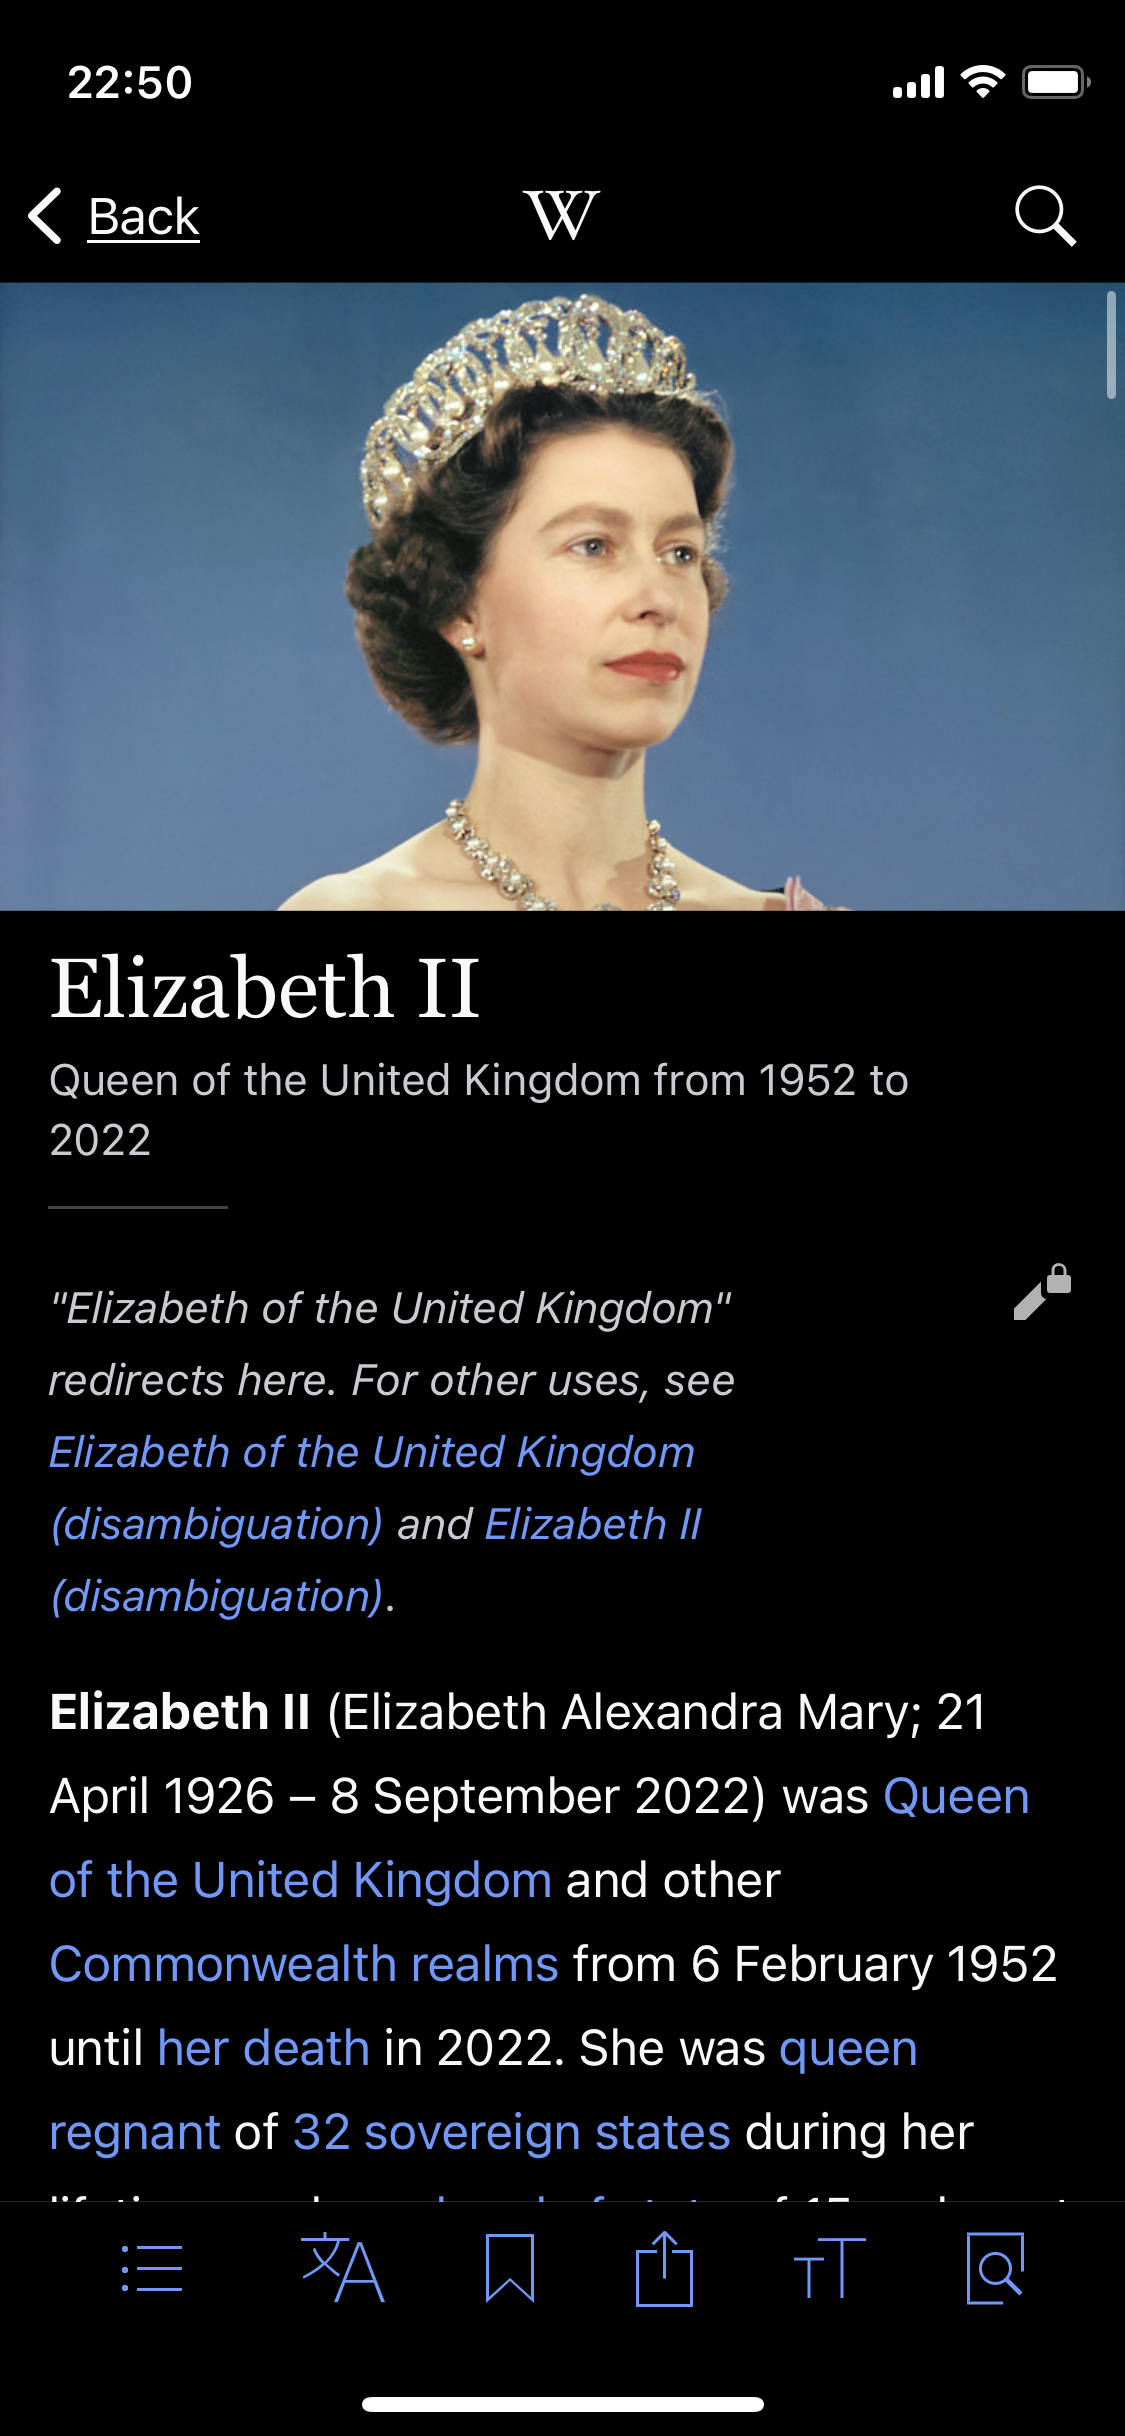 22:50
Back
W
Elizabeth II
Queen of the United Kingdom from 1952 to
2022
"Elizabeth of the United Kingdom"
redirects here. For other uses, see
Elizabeth of the United Kingdom
(disambiguation) and Elizabeth II
(disambiguation).
Elizabeth II (Elizabeth Alexandra Mary; 21
April 1926 – 8 September 2022) was Queen
of the United Kingdom and other
Commonwealth realms from 6 February 1952
until her death in 2022. She was queen
regnant of 32 sovereign states during her
文A
TT